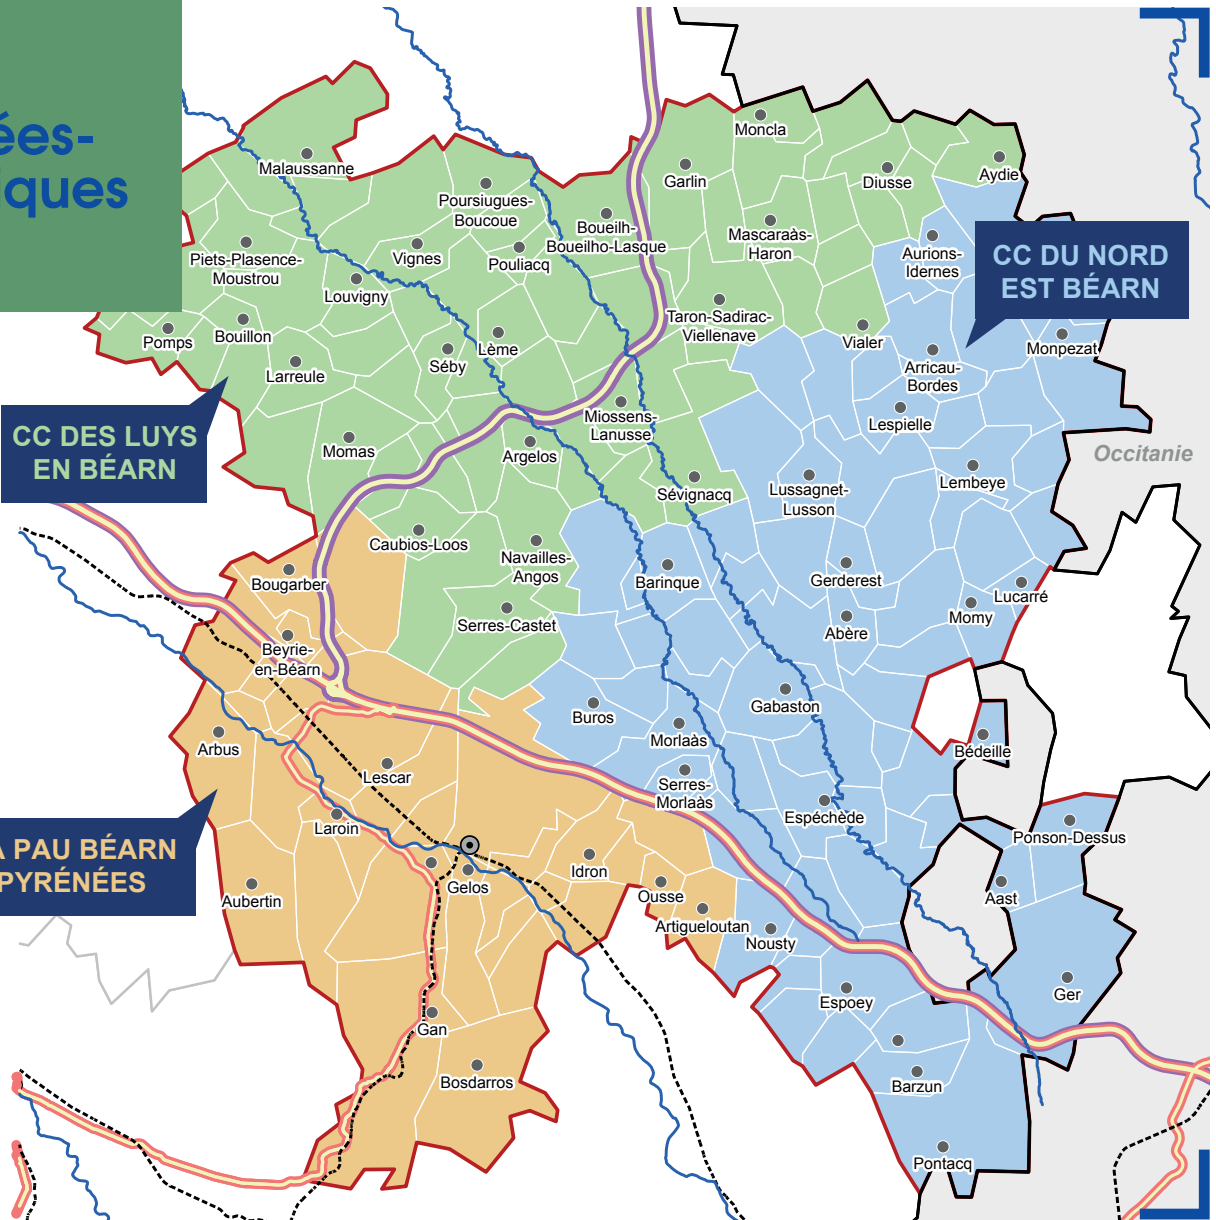 ées-
iques
Moncla
Malaussanne
Garlin
Diusse
Aydie
Poursiugues-
Boucoue
Boueilh-
Boueilho-Lasque
Mascaraàs-
Haron
Aurions-
Idernes
CC DU NORD
EST BÉARN
Piets-Plasence-
Moustrou
Vignes
Pouliacq
Louvigny
Taron-Sadirac-
Viellenave
Pomps
Bouillon
Lème
Vialer
Monpezat
Larreule
Séby
Arricau-
Bordes
Miossens-
Lanusse
Lespielle
CC DES LUYS
EN BÉARN
Momas
Argelos
Occitanie
Sévignacq
Lussagnet-
Lusson
Lembeye
Caubios-Loos
Navailles-
Angos
Bougarber
Barinque
Gerderest
Lucarré
Serres-Castet
Momy
Abère
Beyrie-
en-Béarn
Buros
Gabaston
Arbus
Morlaàs
Bédeille
Lescar
Serres-
Morlaàs
Espéchède
Laroin
Ponson-Dessus
A PAU BÉARN
PYRÉNÉES
Idron
Gelos
Aubertin
Ousse
Aast
Artigueloutan
Nousty
Espoey
Ger
Gan
Bosdarros
Barzun
Pontacq